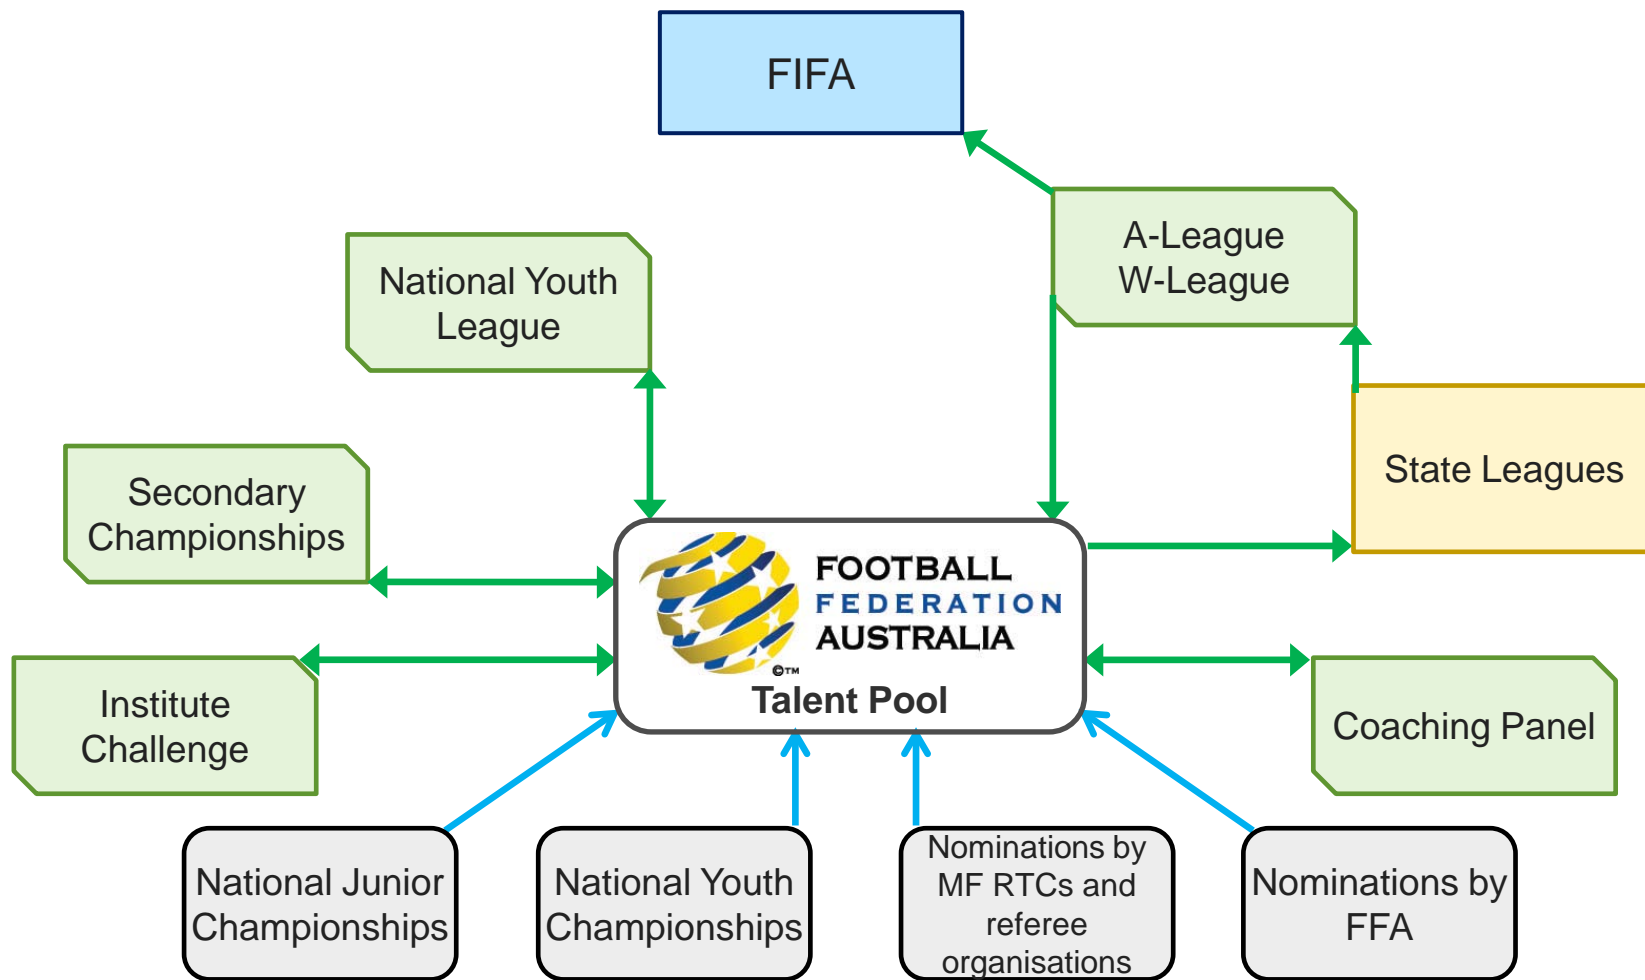 FIFA
A-League
W-League
National Youth
League
State Leagues
Secondary
Championships
FOOTBALL
FEDERATION
AUSTRALIA
©™
Talent Pool
Institute
Challenge
Coaching Panel
National Junior
Championships
National Youth
Championships
Nominations by
MF RTCs and
referee
organisations
Nominations by
FFA